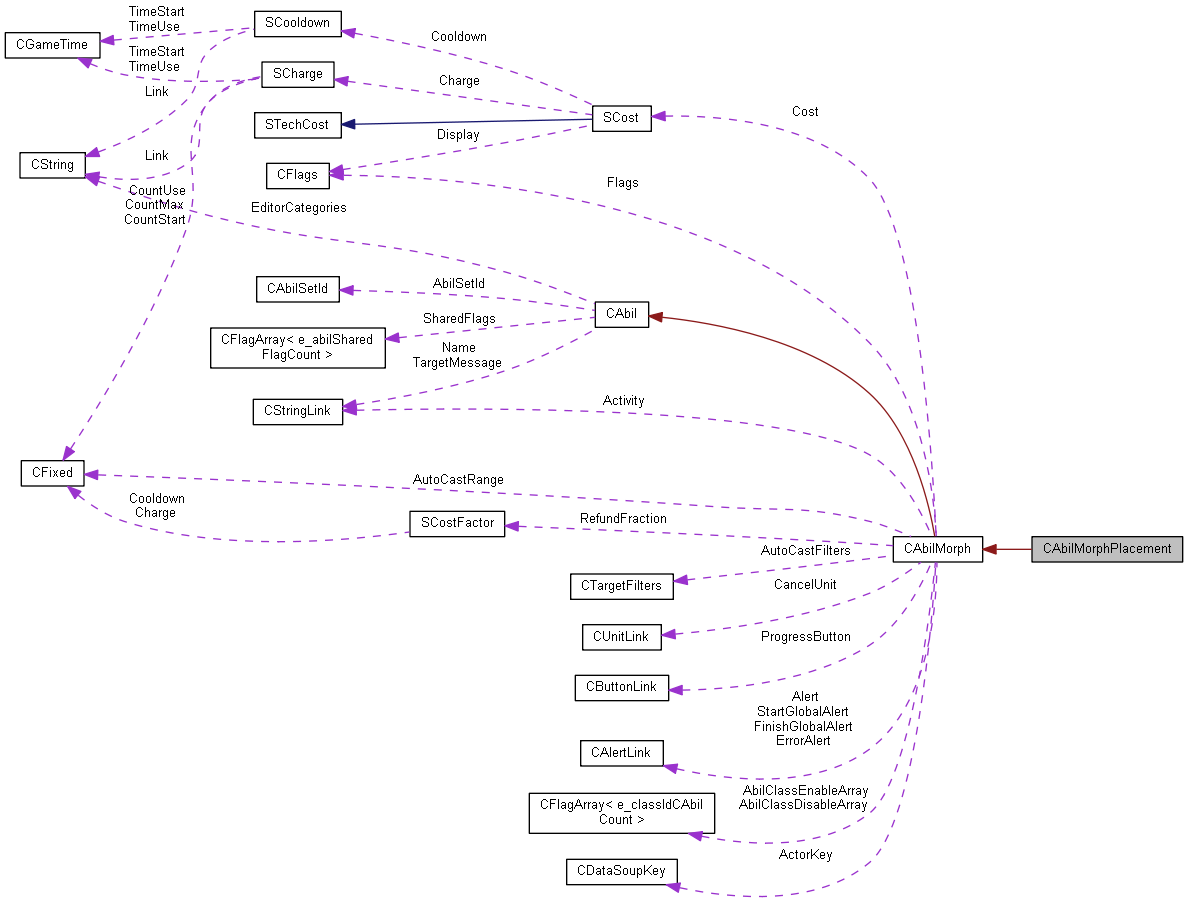 TimeStart
TimeUse
SCooldown
CGameTime
Cooldown
TimeStart
TimeUse
SCharge
Charge
Link
Cost
SCost
STechCost
Display
Link
CString
CFlags
Flags
CountUse
CountMax
CountStart
EditorCategories
CAbilSetId
AbilSetId
CAbil
SharedFlags
CFlagArray< e_abilShared
FlagCount >
Name
TargetMessage
CStringLink
Activity
CFixed
AutoCastRange
Cooldown
Charge
SCostFactor
RefundFraction
CAbilMorph
CAbilMorphPlacement
AutoCastFilters
CTargetFilters
CancelUnit
CUnitLink
ProgressButton
CButtonLink
Alert
StartGlobalAlert
FinishGlobalAlert
ErrorAlert
CAlertLink
AbilClassEnableArray
AbilClassDisableArray
CFlagArray< e_classIdCAbil
Count >
ActorKey
CDataSoupKey